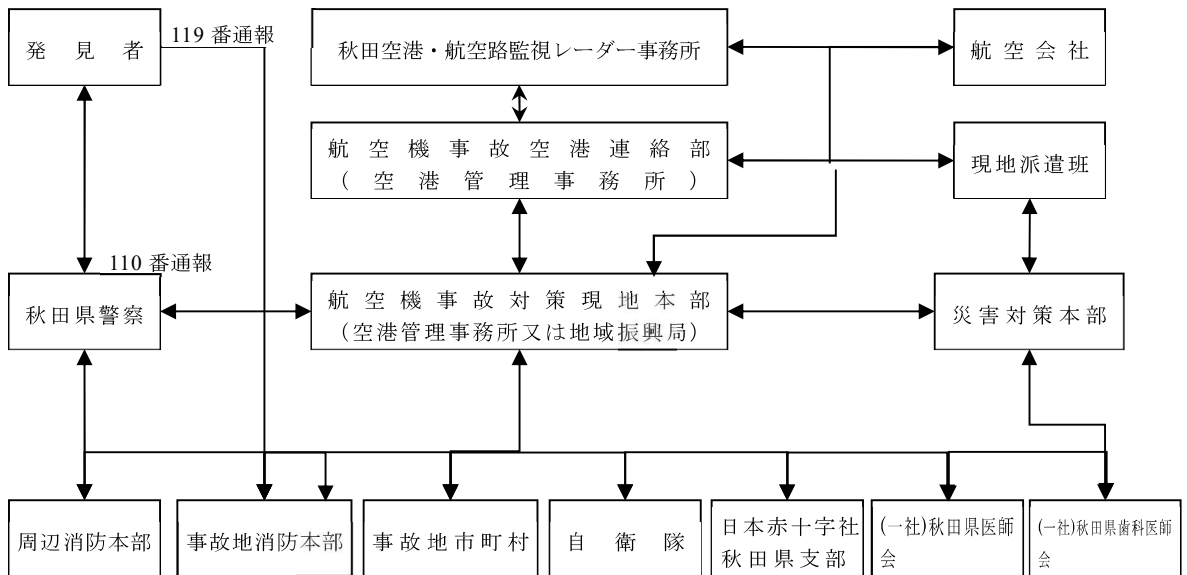 発見者
119 番通報
秋田空港・航空路監視レーダー事務所
航空会社
航空機事故空港連絡部
(空港管理事務所)
現地派遣班
110 番通報
秋田県警察
航空機事故対策現地本部
(空港管理事務所又は地域振興局)
災害対策本部
周辺消防本部
事故地消防本部
事故地市町村
自衛隊
日本赤十字社
秋田県支部
(一社)秋田県医師
会
(一社)秋田県歯科医師
会